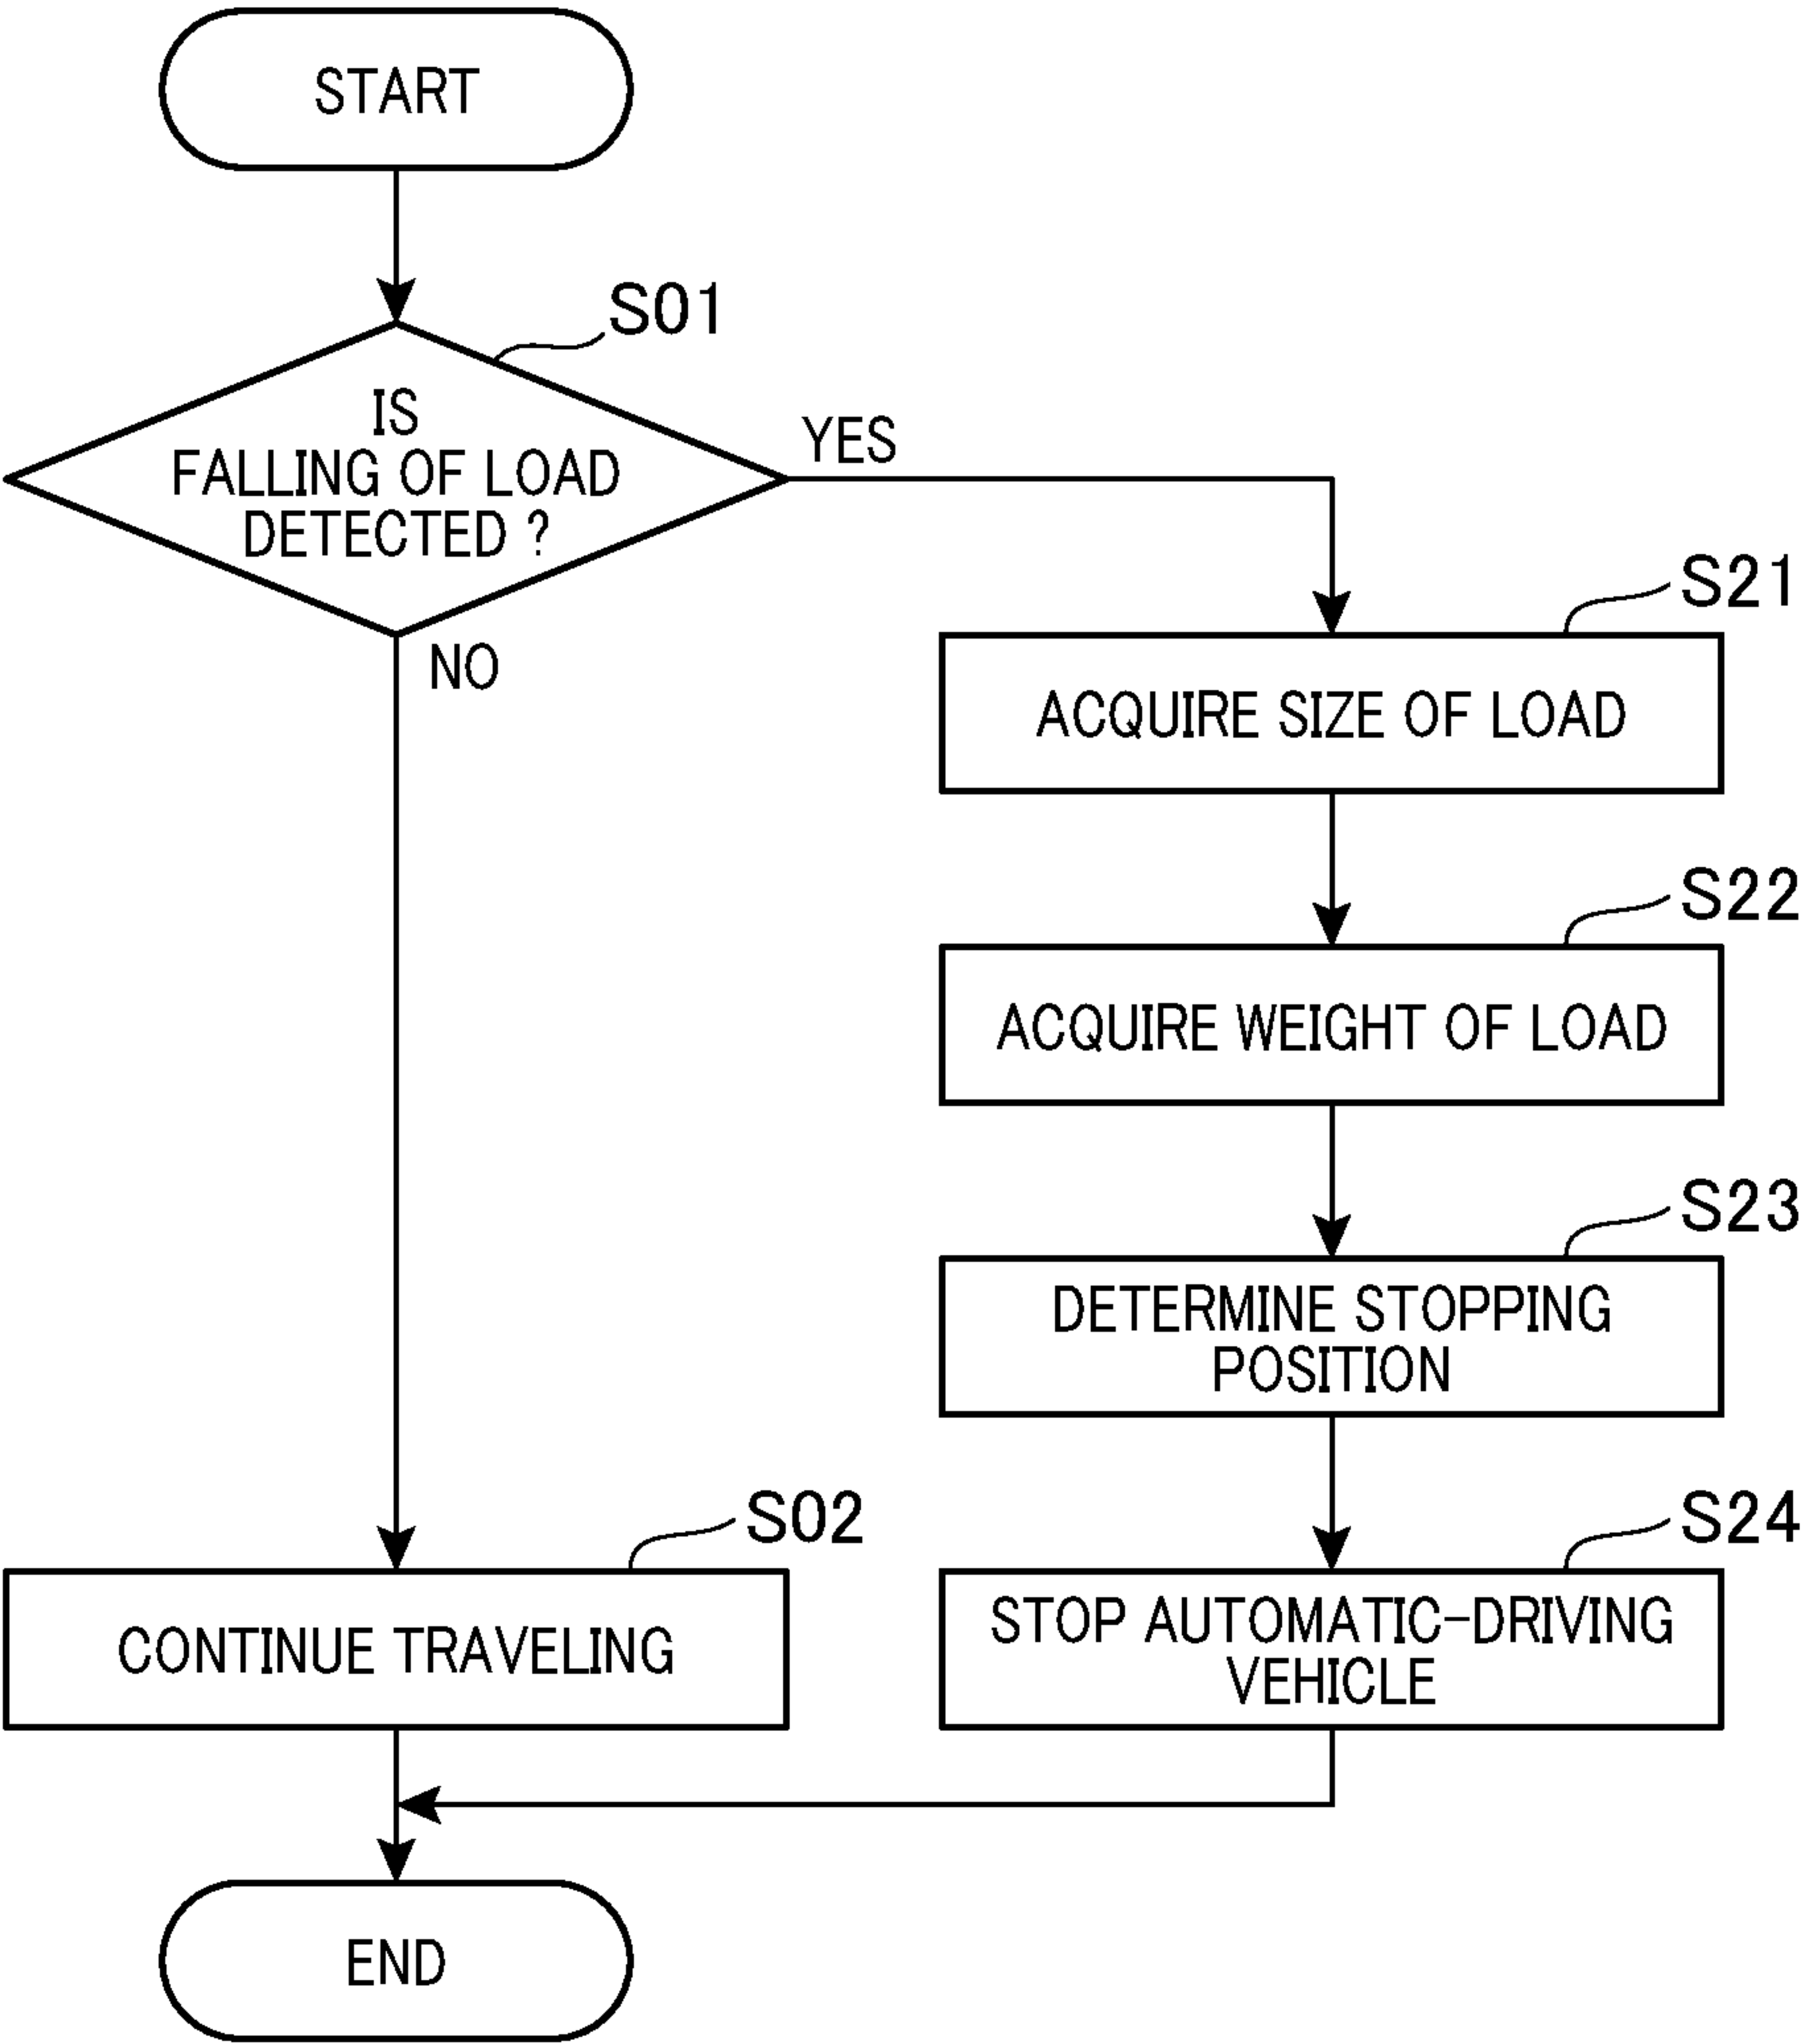 START
S01
IS
FALLING OF LOAD
DETECTED ?
YES
NO
S21
ACQUIRE SIZE OF LOAD
S22
ACQUIRE WEIGHT OF LOAD
S23
DETERMINE STOPPING
POSITION
S02
CONTINUE TRAVELING
S24
STOP AUTOMATIC-DRIVING
VEHICLE
END